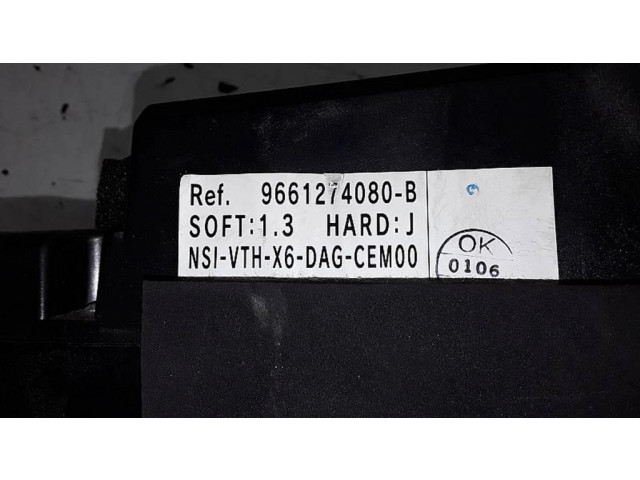 Ref. 9661274080-B
SOFT:1.3 HARD:J
NSI-VTH-X6-DAG-CEM00
OK
0106